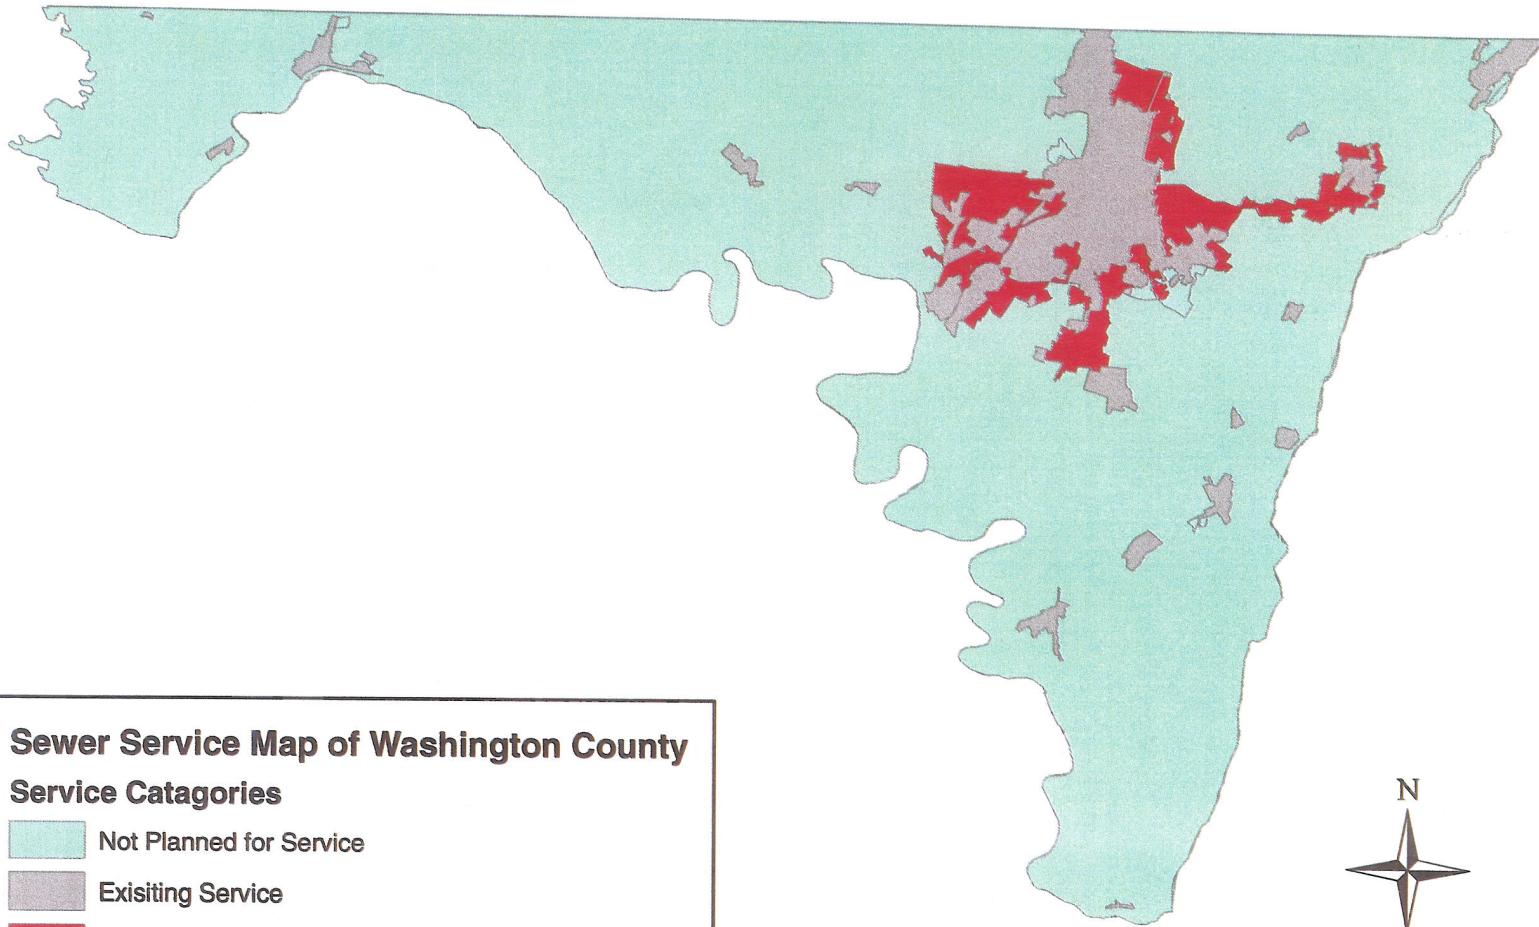 Sewer Service Map of Washington County
Service Catagories
Not Planned for Service
Exisiting Service
N